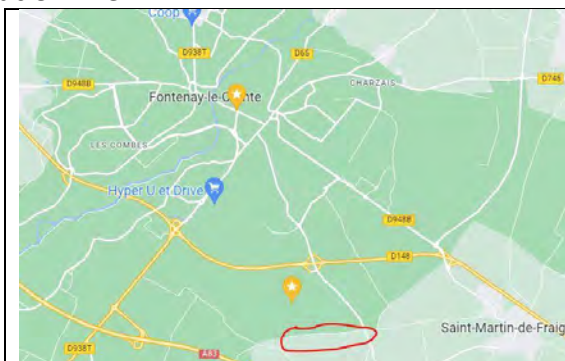 Coop
D938T
D65
D948B
CHARZAIS
D745
Fontenay-le-Comte
LES COMBES
Hyper U et Drive
D948B
D148
Saint-Martin-de-Fraig
D938T
A83